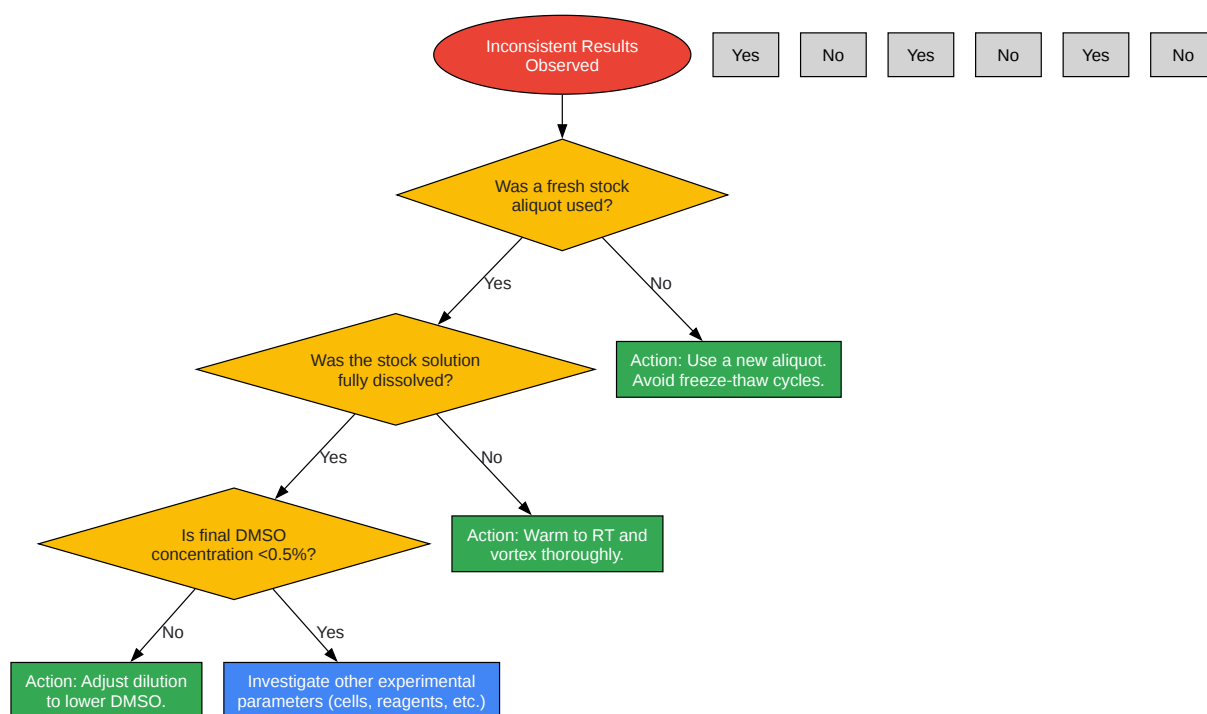 Inconsistent Results
Observed
Yes
No
Yes
No
Yes
No
Was a fresh stock
aliquot used?
Yes
No
Was the stock solution
fully dissolved?
Action: Use a new aliquot.
Avoid freeze-thaw cycles.
Yes
No
Is final DMSO
concentration <0.5%?
Action: Warm to RT and
vortex thoroughly.
No
Yes
Action: Adjust dilution
to lower DMSO.
Investigate other experimental
parameters (cells, reagents, etc.)